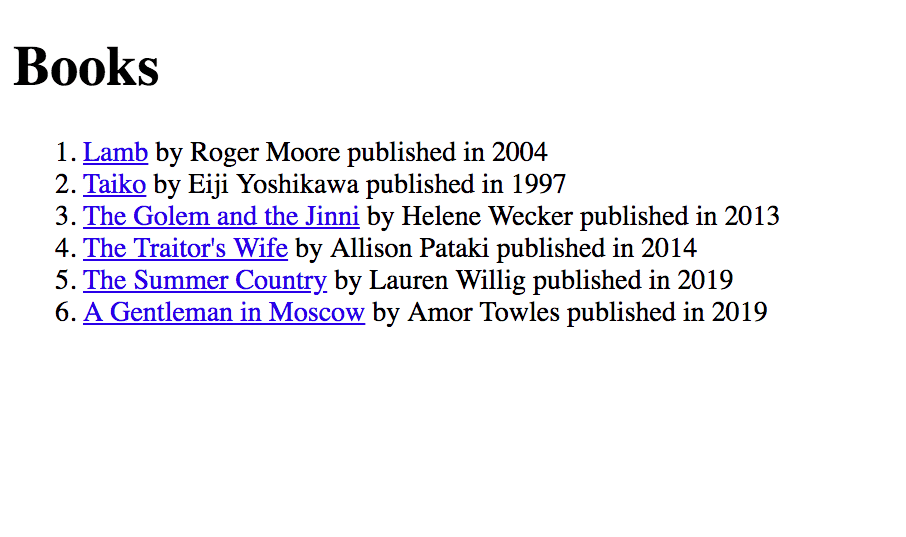 Books
1. Lamb by Roger Moore published in 2004
2. Taiko by Eiji Yoshikawa published in 1997
3. The Golem and the Jinni by Helene Wecker published in 2013
4. The Traitor's Wife by Allison Pataki published in 2014
5. The Summer Country by Lauren Willig published in 2019
6. A Gentleman in Moscow by Amor Towles published in 2019